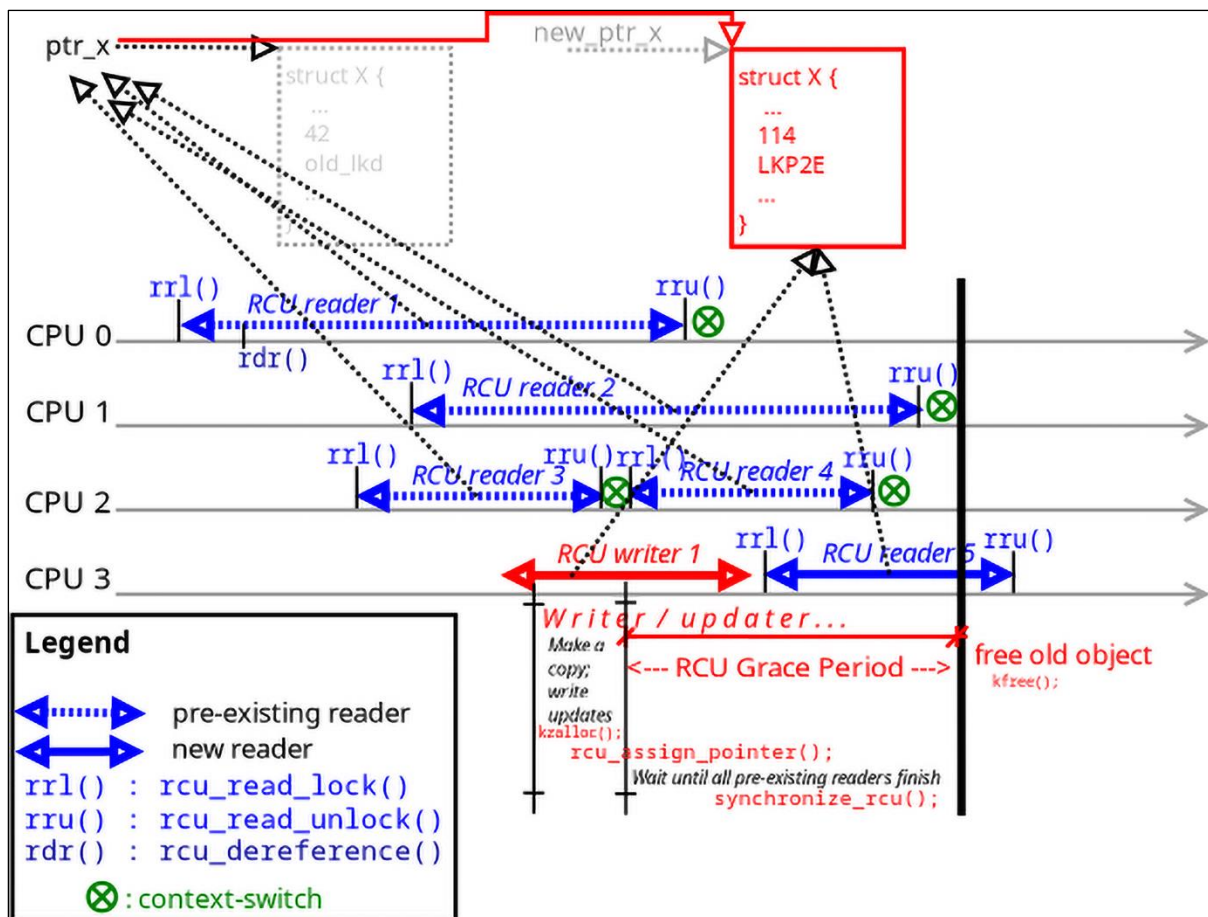 ptr_x
new_ptr_x
struct X {
...
42
old_lkd
...
}
struct X {
...
114
LKP2E
...
}
rrl()
RCU reader 1
rru()
CPU 0
rdr()
rrl()
RCU reader 2
rru()
CPU 1
rrl()
RCU reader 3
rru()
rrl()
RCU reader 4
rru()
CPU 2
RCU writer 1
rrl()
RCU reader 5
rru()
CPU 3
Writer / updater...
Make a
copy;
write
updates
kzalloc();
<--- RCU Grace Period --->
free old object
kfree();
rcu_assign_pointer();
Wait until all pre-existing readers finish
synchronize_rcu();
Legend
pre-existing reader
new reader
rrl() : rcu_read_lock()
rru() : rcu_read_unlock()
rdr() : rcu_dereference()
: context-switch